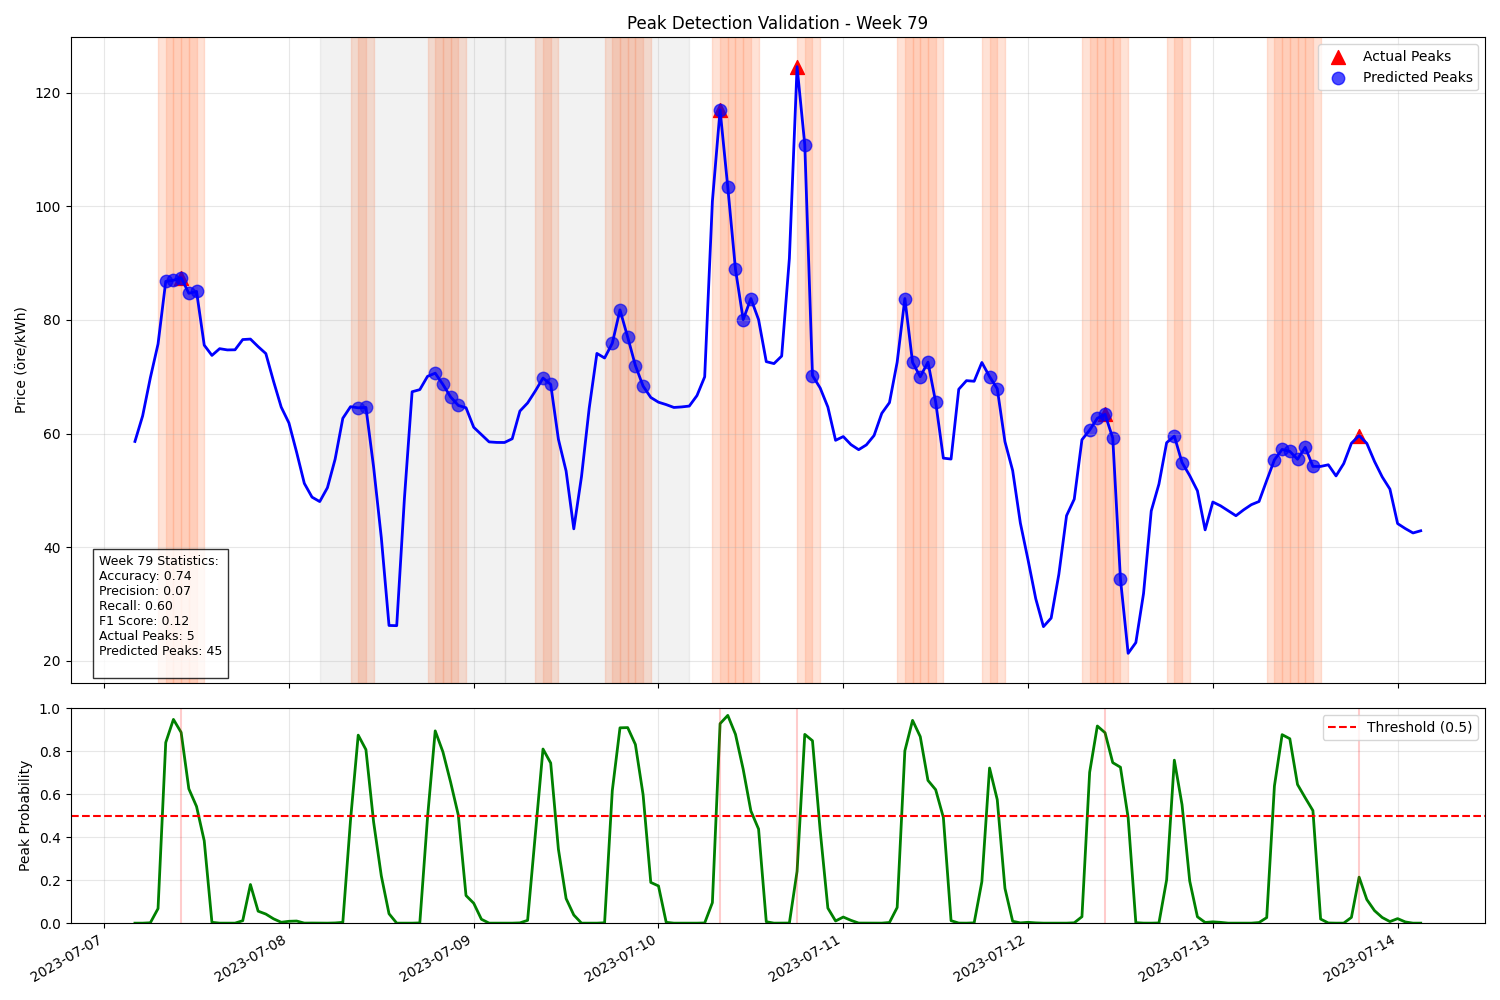 Peak Detection Validation - Week 79
Actual Peaks
Predicted Peaks
Price (öre/kWh)
120
100
80
60
40
20
Week 79 Statistics:
Accuracy: 0.74
Precision: 0.07
Recall: 0.60
F1 Score: 0.12
Actual Peaks: 5
Predicted Peaks: 45
Peak Probability
1.0
0.8
0.6
0.4
0.2
0.0
Threshold (0.5)
2023-07-07
2023-07-08
2023-07-09
2023-07-10
2023-07-11
2023-07-12
2023-07-13
2023-07-14